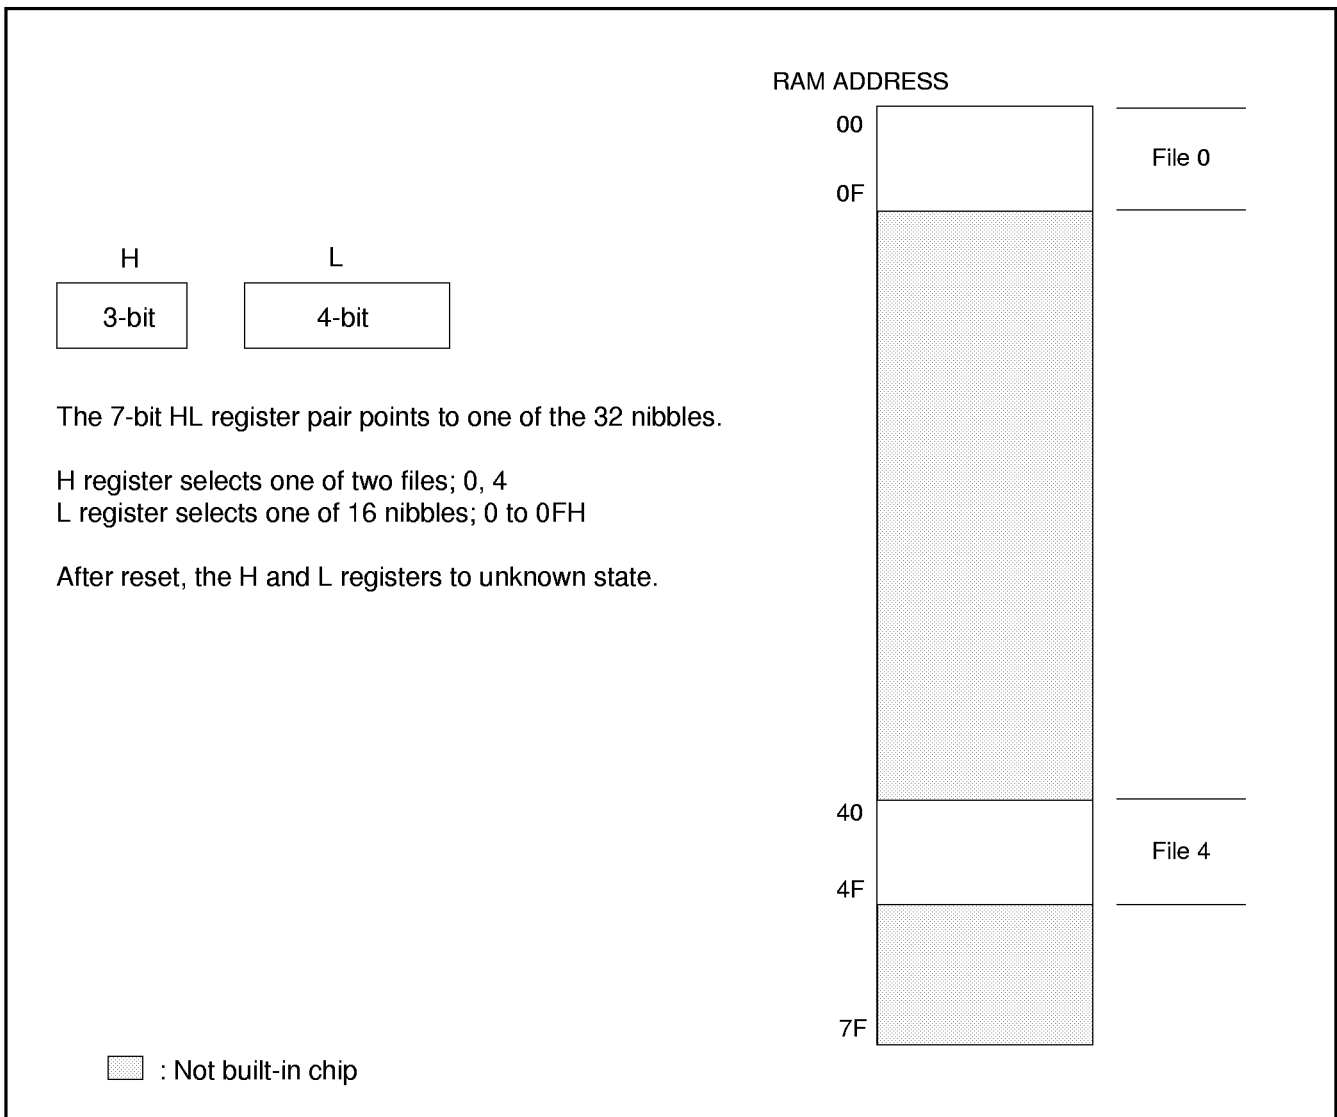 RAM ADDRESS
00
File 0
0F
H L
3-bit 4-bit
The 7-bit HL register pair points to one of the 32 nibbles.
H register selects one of two files; 0, 4
L register selects one of 16 nibbles; 0 to 0FH
After reset, the H and L registers to unknown state.
40
File 4
4F
7F
: Not built-in chip